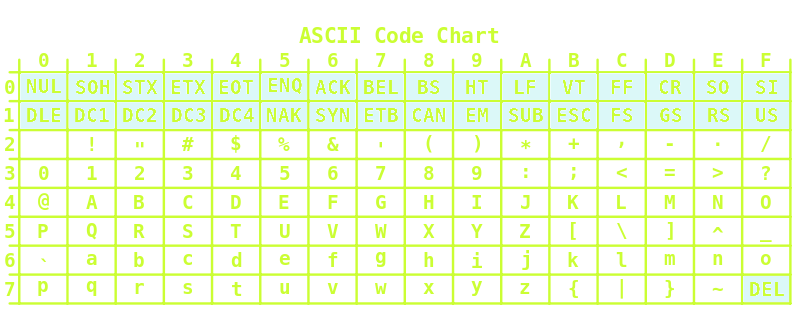 ASCII Code Chart
0 1 2 3 4 5 6 7 8 9 A B C D E F
0 NUL SOH STX ETX EOT ENQ ACK BEL BS HT LF VT FF CR SO SI
1 DLE DC1 DC2 DC3 DC4 NAK SYN ETB CAN EM SUB ESC FS GS RS US
2 ! " # $ % & ' ( ) * + , - . /
3 0 1 2 3 4 5 6 7 8 9 : ; < = > ?
4 @ A B C D E F G H I J K L M N O
5 P Q R S T U V W X Y Z [ \ ] ^ _
6 ` a b c d e f g h i j k l m n o
7 p q r s t u v w x y z { | } ~ DEL